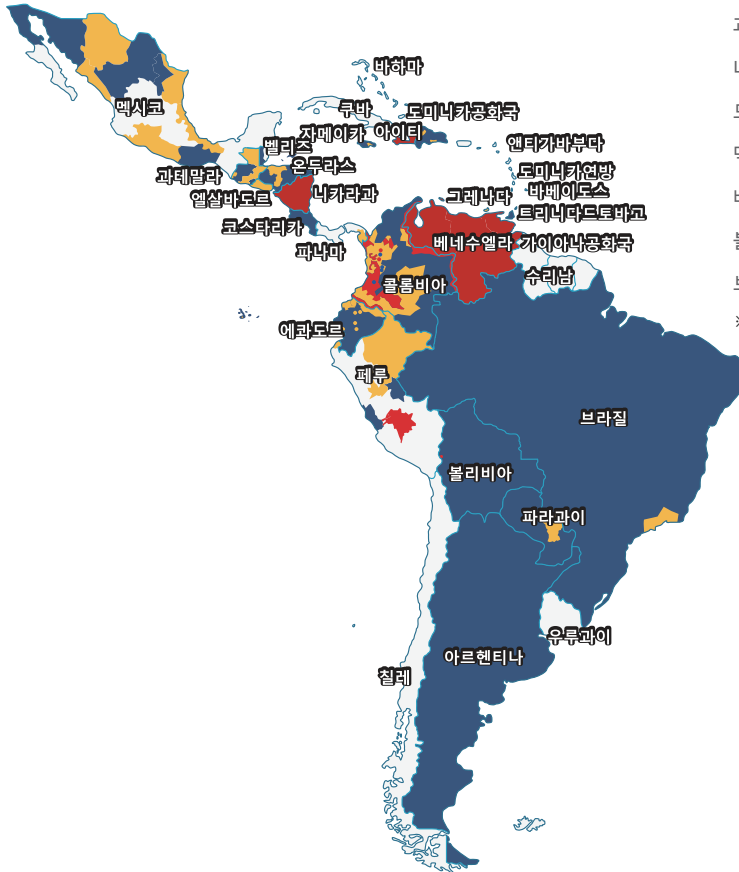 바하마
쿠바
도미니카공화국
멕시코
자메이카
아이티
앤티가바부다
벨리즈
온두라스
도미니카연방
과테말라
바베이도스
엘살바도르
니카라과
그레나다
트리니다드토바고
코스타리카
베네수엘라
가이아나공화국
파나마
수리남
콜롬비아
에콰도르
페루
브라질
볼리비아
파라과이
우루과이
아르헨티나
칠레